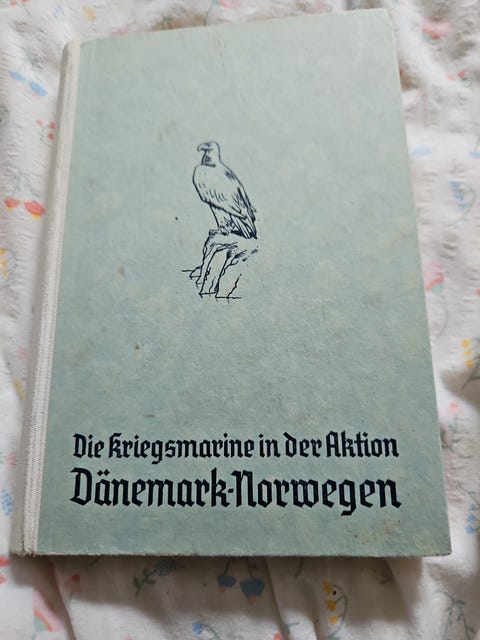 Die Kriegsmarine in der Aktion
Dänemark-Norwegen